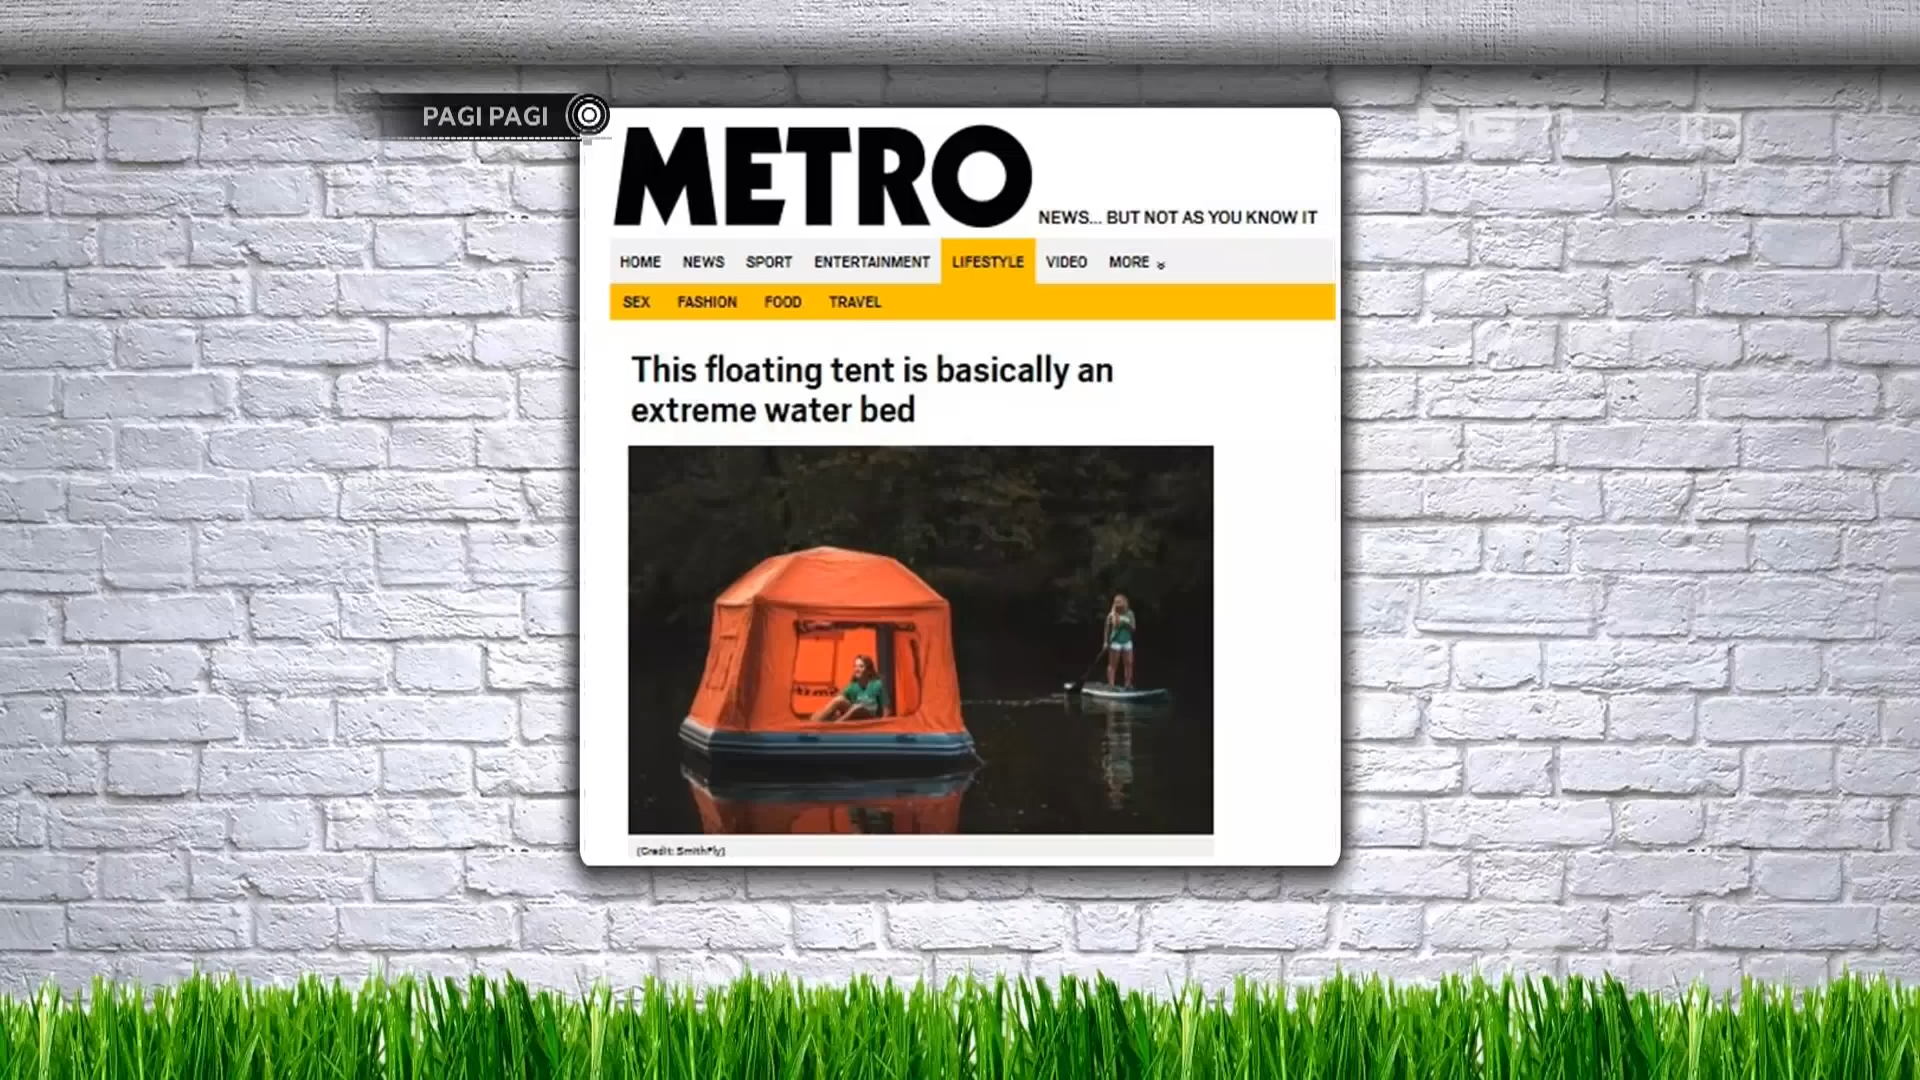 PAGI PAGI
METRO
NEWS... BUT NOT AS YOU KNOW IT
HOME NEWS SPORT ENTERTAINMENT LIFESTYLE VIDEO MORE
SEX FASHION FOOD TRAVEL
This floating tent is basically an
extreme water bed
(Credit: SmithFly)